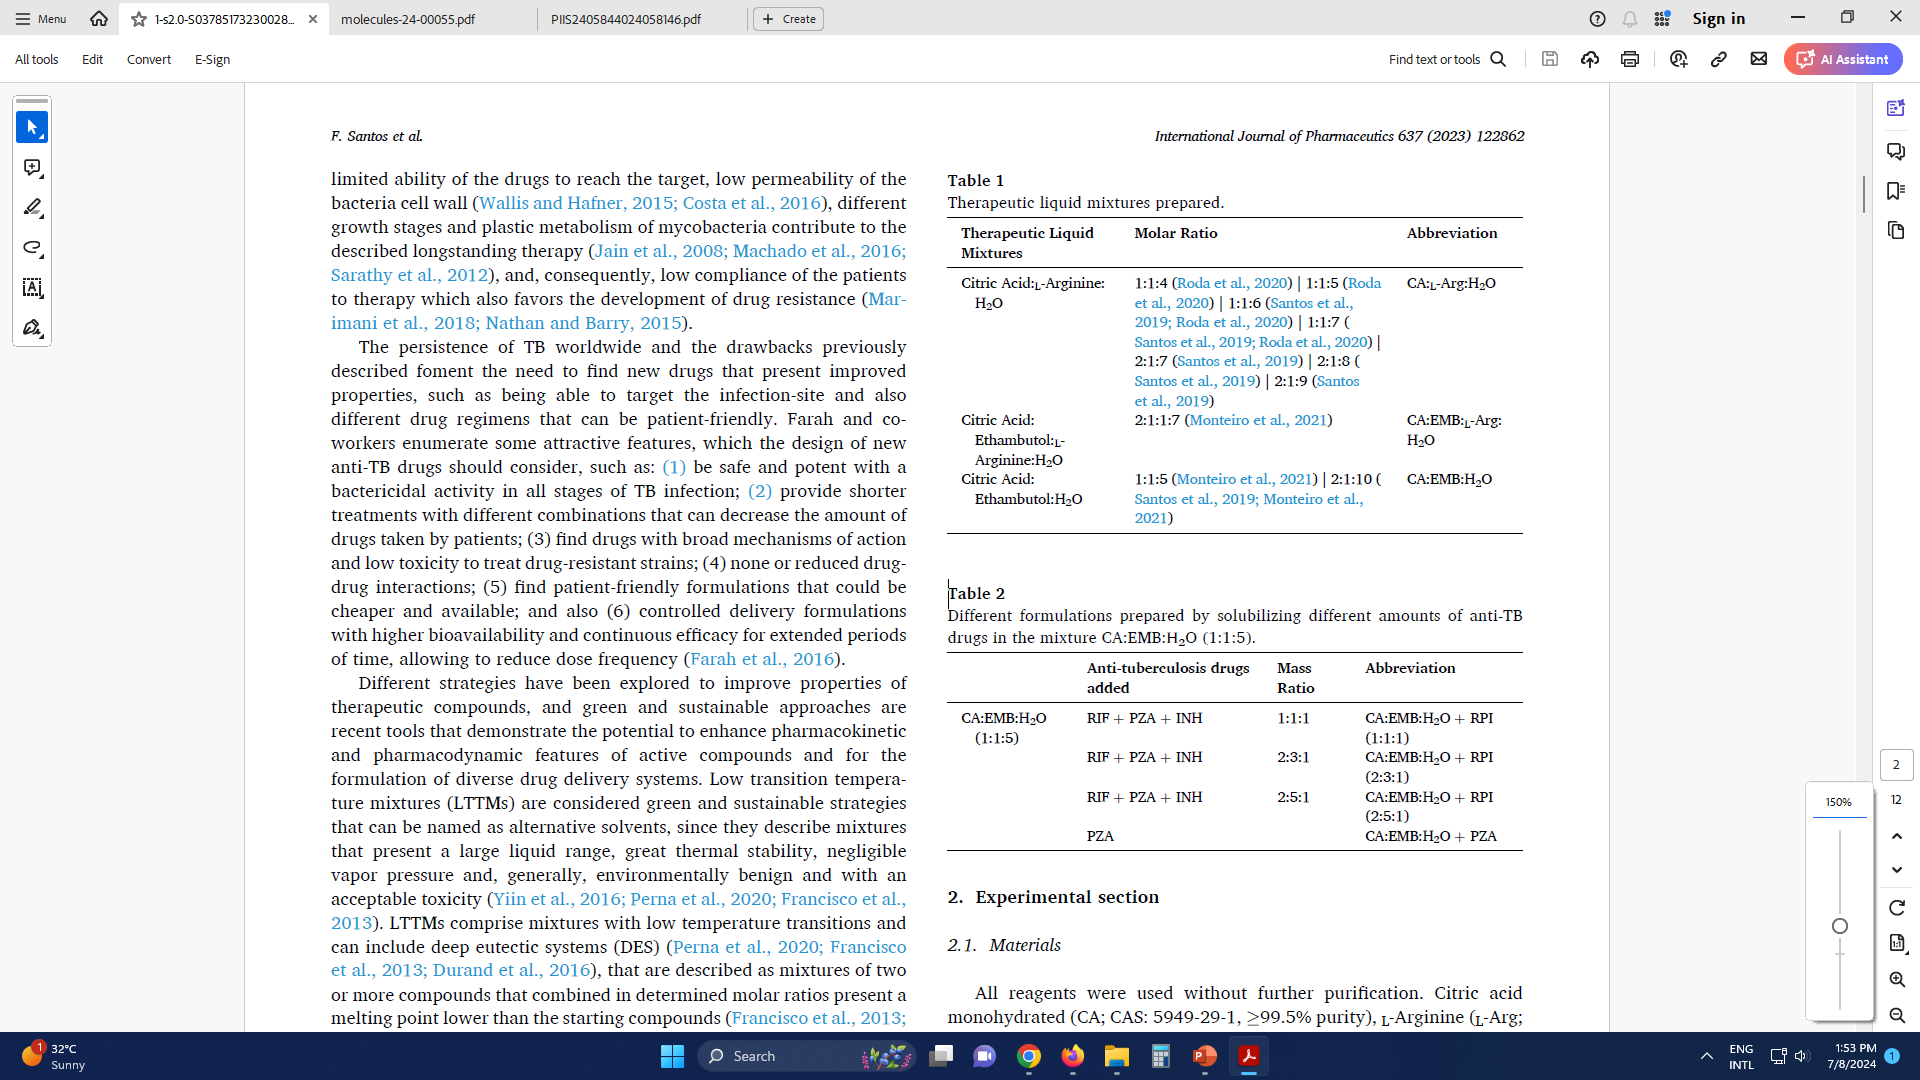 Menu
1-s2.0-S03785173230028...
molecules-24-00055.pdf
PIIS2405844024058146.pdf
+ Create
Sign in
All tools
Edit
Convert
E-Sign
Find text or tools
AI Assistant
F. Santos et al.
International Journal of Pharmaceutics 637 (2023) 122862
limited ability of the drugs to reach the target, low permeability of the
bacteria cell wall (Wallis and Hafner, 2015; Costa et al., 2016), different
growth stages and plastic metabolism of mycobacteria contribute to the
described longstanding therapy (Jain et al., 2008; Machado et al., 2016;
Sarathy et al., 2012), and, consequently, low compliance of the patients
to therapy which also favors the development of drug resistance (Mar-
imani et al., 2018; Nathan and Barry, 2015).
The persistence of TB worldwide and the drawbacks previously
described foment the need to find new drugs that present improved
properties, such as being able to target the infection-site and also
different drug regimens that can be patient-friendly. Farah and co-
workers enumerate some attractive features, which the design of new
anti-TB drugs should consider, such as: (1) be safe and potent with a
bactericidal activity in all stages of TB infection; (2) provide shorter
treatments with different combinations that can decrease the amount of
drugs taken by patients; (3) find drugs with broad mechanisms of action
and low toxicity to treat drug-resistant strains; (4) none or reduced drug-
drug interactions; (5) find patient-friendly formulations that could be
cheaper and available; and also (6) controlled delivery formulations
with higher bioavailability and continuous efficacy for extended periods
of time, allowing to reduce dose frequency (Farah et al., 2016).
Different strategies have been explored to improve properties of
therapeutic compounds, and green and sustainable approaches are
recent tools that demonstrate the potential to enhance pharmacokinetic
and pharmacodynamic features of active compounds and for the
formulation of diverse drug delivery systems. Low transition tempera-
ture mixtures (LTTMs) are considered green and sustainable strategies
that can be named as alternative solvents, since they describe mixtures
that present a large liquid range, great thermal stability, negligible
vapor pressure and, generally, environmentally benign and with an
acceptable toxicity (Yiin et al., 2016; Perna et al., 2020; Francisco et al.,
2013). LTTMs comprise mixtures with low temperature transitions and
can include deep eutectic systems (DES) (Perna et al., 2020; Francisco
et al., 2013; Durand et al., 2016), that are described as mixtures of two
or more compounds that combined in determined molar ratios present a
melting point lower than the starting compounds (Francisco et al., 2013;
Table 1
Therapeutic liquid mixtures prepared.
Therapeutic Liquid Mixtures
Molar Ratio
Abbreviation
Citric Acid:L-Arginine:
H₂O
1:1:4 (Roda et al., 2020) | 1:1:5 (Roda
et al., 2020) | 1:1:6 (Santos et al.,
2019; Roda et al., 2020) | 1:1:7 (
Santos et al., 2019; Roda et al., 2020) |
2:1:7 (Santos et al., 2019) | 2:1:8 (
Santos et al., 2019) | 2:1:9 (Santos
et al., 2019)
CA:L-Arg:H₂O
Citric Acid:
Ethambutol:L-
Arginine:H₂O
2:1:1:7 (Monteiro et al., 2021)
CA:EMB:L-Arg:
H₂O
Citric Acid:
Ethambutol:H₂O
1:1:5 (Monteiro et al., 2021) | 2:1:10 (
Santos et al., 2019; Monteiro et al.,
2021)
CA:EMB:H₂O
Table 2
Different formulations prepared by solubilizing different amounts of anti-TB
drugs in the mixture CA:EMB:H₂O (1:1:5).
Anti-tuberculosis drugs
added
Mass
Ratio
Abbreviation
CA:EMB:H₂O
(1:1:5)
RIF + PZA + INH
1:1:1
CA:EMB:H₂O + RPI
(1:1:1)
RIF + PZA + INH
2:3:1
CA:EMB:H₂O + RPI
(2:3:1)
RIF + PZA + INH
2:5:1
CA:EMB:H₂O + RPI
(2:5:1)
PZA
CA:EMB:H₂O + PZA
2. Experimental section
2.1. Materials
All reagents were used without further purification. Citric acid
monohydrated (CA; CAS: 5949-29-1, ≥99.5% purity), L-Arginine (L-Arg;
2
12
150%
1
32°C
Sunny
Search
ENG
INTL
1:53 PM
7/8/2024
1